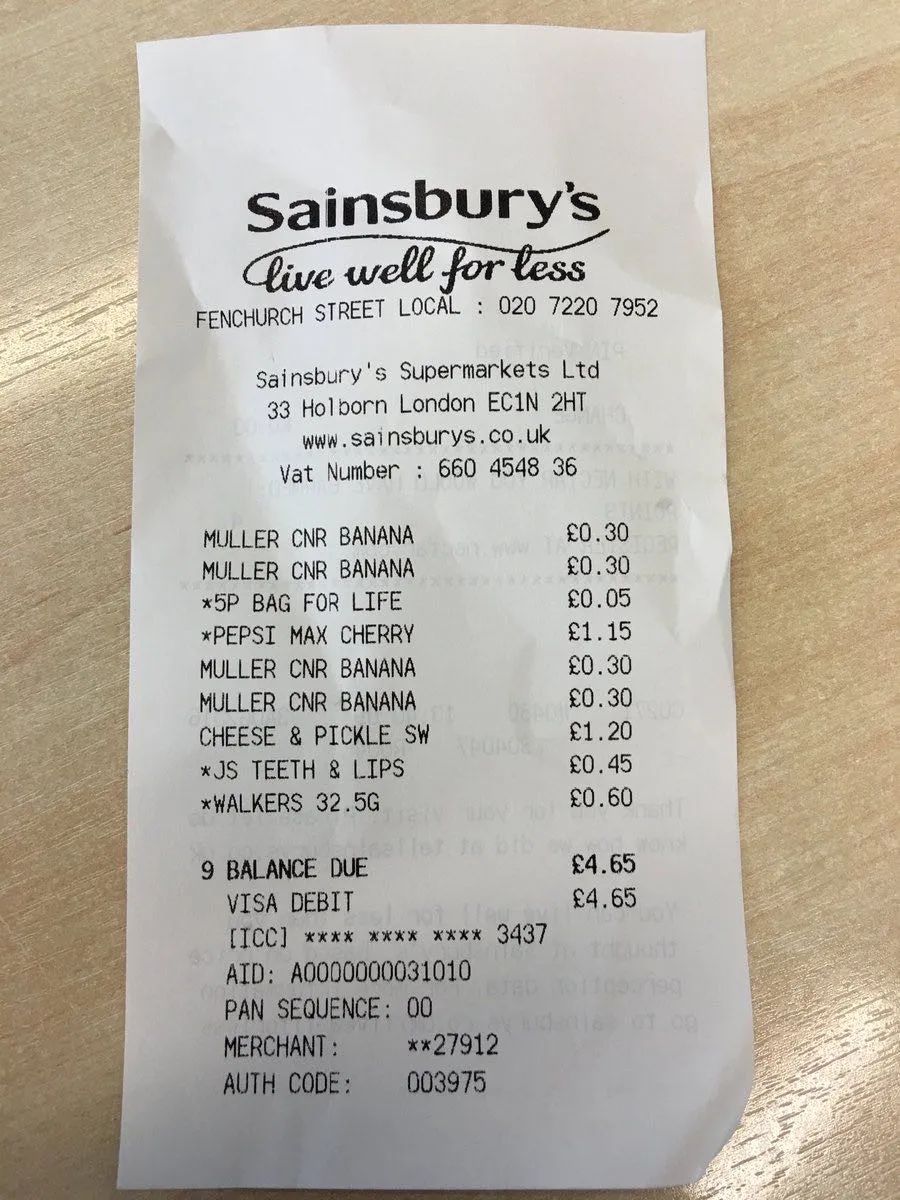 Sainsbury's
live well for less
FENCHURCH STREET LOCAL : 020 7220 7952
Sainsbury's Supermarkets Ltd
33 Holborn London EC1N 2HT
www.sainsburys.co.uk
Vat Number : 660 4548 36
MULLER CNR BANANA £0.30
MULLER CNR BANANA £0.30
*5P BAG FOR LIFE £0.05
*PEPSI MAX CHERRY £1.15
MULLER CNR BANANA £0.30
MULLER CNR BANANA £0.30
CHEESE & PICKLE SW £1.20
*JS TEETH & LIPS £0.45
*WALKERS 32.5G £0.60
9 BALANCE DUE £4.65
VISA DEBIT £4.65
[ICC] **** **** **** 3437
AID: A0000000031010
PAN SEQUENCE: 00
MERCHANT: **27912
AUTH CODE: 003975